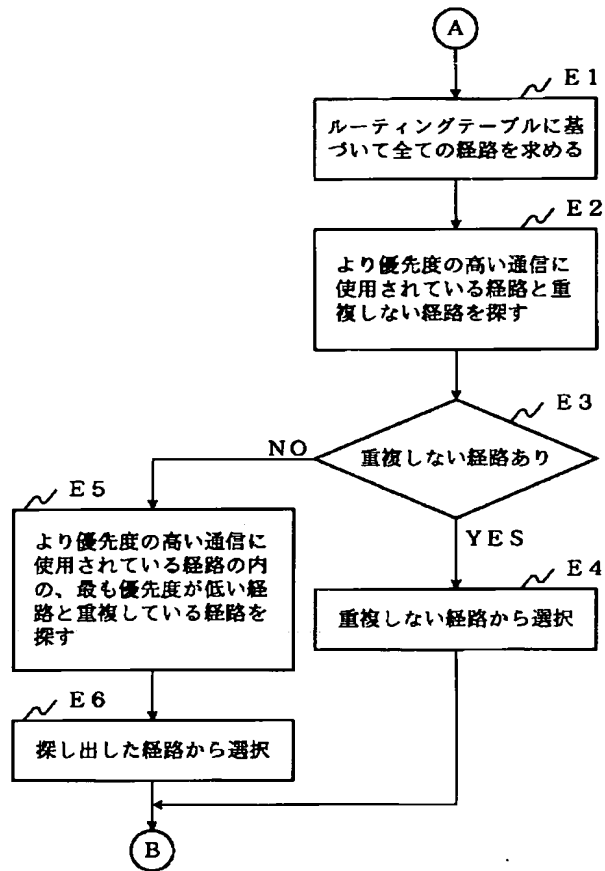 A
E1
ルーティングテーブルに基
づいて全ての経路を求める
E2
より優先度の高い通信に
使用されている経路と重
複しない経路を探す
E3
重複しない経路あり
NO
YES
E5
より優先度の高い通信に
使用されている経路の内
の、最も優先度が低い経
路と重複している経路を
探す
E4
重複しない経路から選択
E6
探し出した経路から選択
B